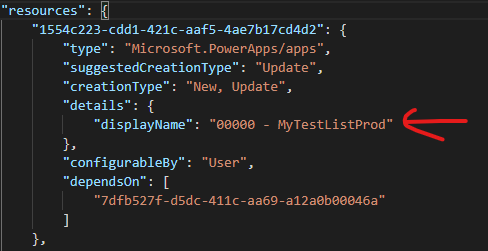 "resources": {
"1554c223-cdd1-421c-aaf5-4ae7b17cd4d2": {
"type": "Microsoft.PowerApps/apps",
"suggestedCreationType": "Update",
"creationType": "New, Update",
"details": {
"displayName": "00000 - MyTestListProd"
},
"configurableBy": "User",
"dependsOn": [
"7dfb527f-d5dc-411c-aa69-a12a0b00046a"
]
},